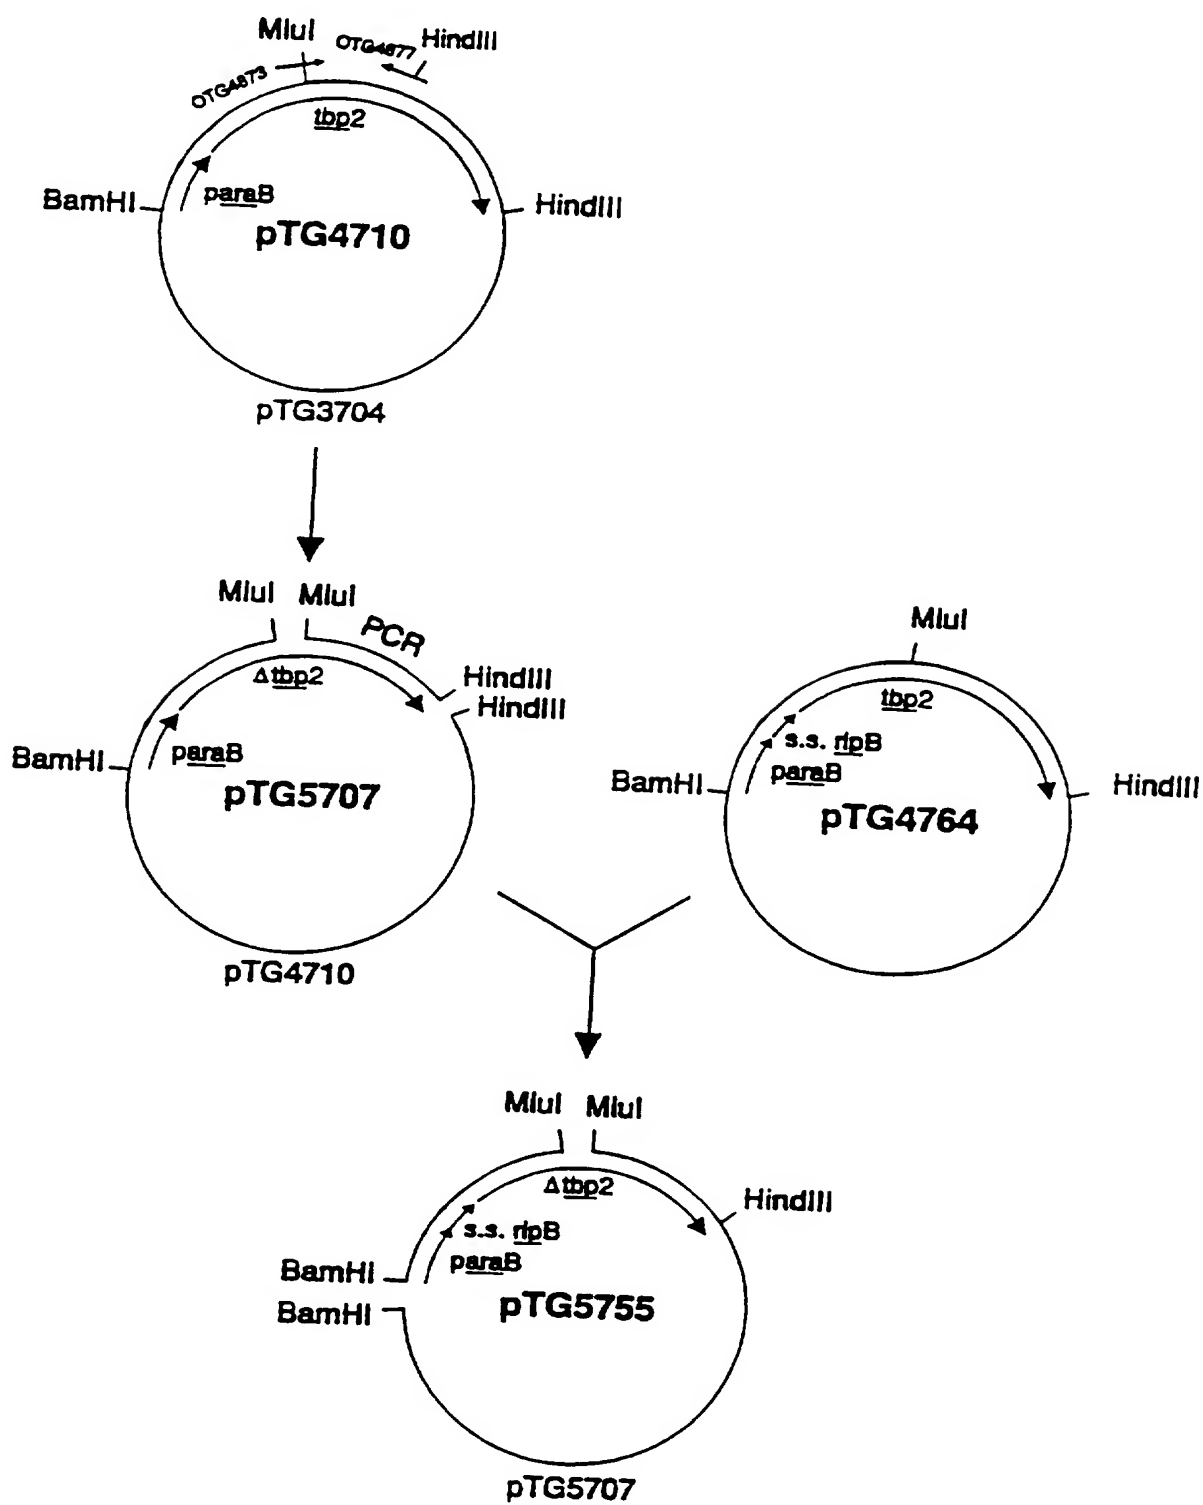 MluI
OTG4877
HindIII
OTG4873
tbp2
BamHI
paraB
HindIII
pTG4710
pTG3704
MluI MluI
PCR
Δtbp2
HindIII
HindIII
BamHI
paraB
pTG5707
pTG4710
MluI
tbp2
s.s. rlpB
paraB
BamHI
HindIII
pTG4764
MluI MluI
Δtbp2
HindIII
s.s. rlpB
paraB
BamHI
BamHI
pTG5755
pTG5707